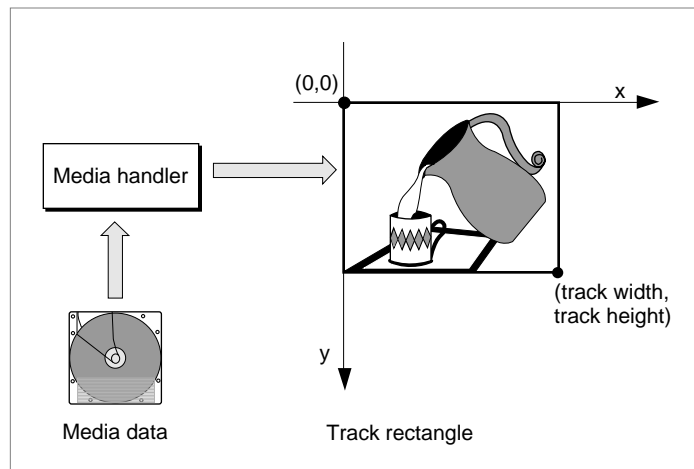 (0,0)
x
Media handler
(track width,
track height)
y
Media data
Track rectangle